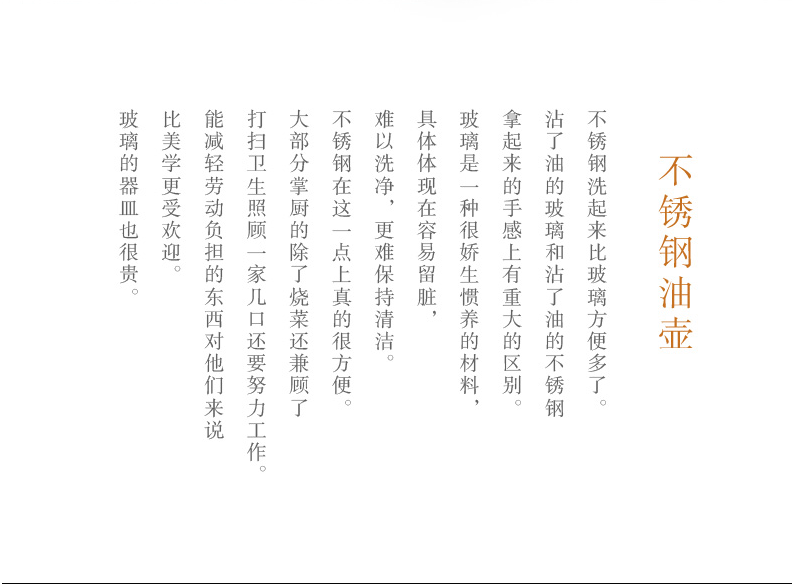 不锈钢油壶
不锈钢洗起来比玻璃方便多了。
沾了油的玻璃和沾了油的不锈钢
拿起来的手感上有重大的区别。
玻璃是一种很娇生惯养的材料，
具体体现在容易留脏，
难以洗净，更难保持清洁。
不锈钢在这一点上真的很方便。
大部分掌厨的除了烧菜还兼顾了
打扫卫生照顾一家几口还要努力工作。
能减轻劳动负担的东西对他们来说
比美学更受欢迎。
玻璃的器皿也很贵。